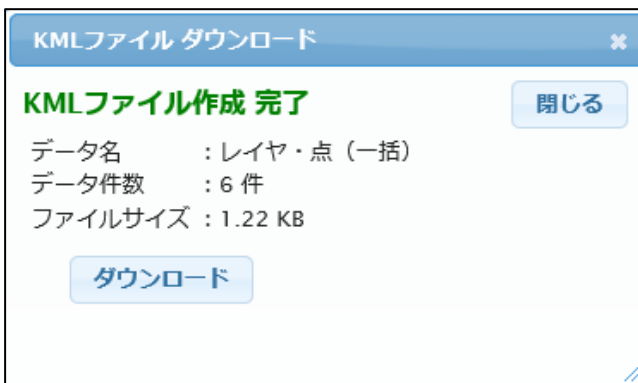 KMLファイル ダウンロード
KMLファイル作成 完了
閉じる
データ名 : レイヤ・点（一括）
データ件数 : 6 件
ファイルサイズ : 1.22 KB
ダウンロード